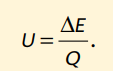 U = ΔE / Q.